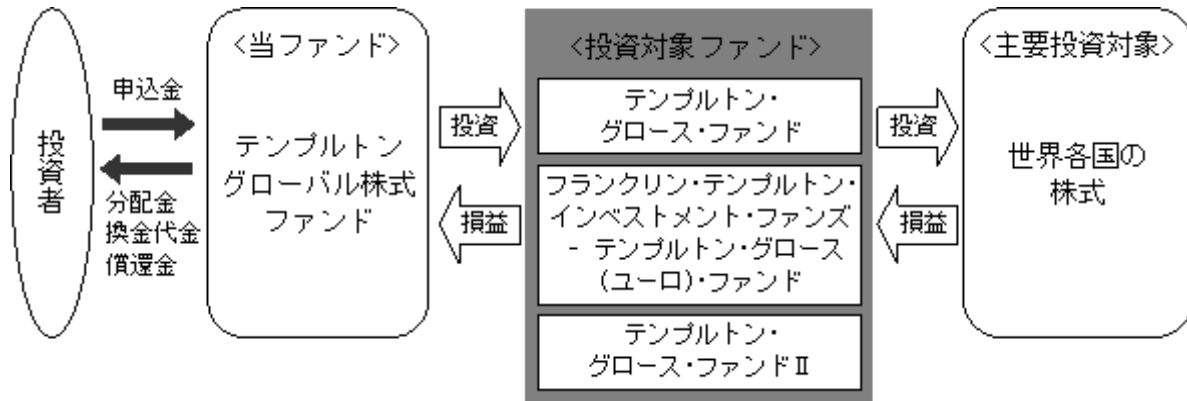 投資者
申込金
分配金
換金代金
償還金
<当ファンド>
テンプルトン
グローバル株式
ファンド
投資
損益
<投資対象ファンド>
テンプルトン・
グロース・ファンド
フランクリン・テンプルトン・
インベストメント・ファンズ
- テンプルトン・グロース
(ユーロ)・ファンド
テンプルトン・
グロース・ファンドⅡ
投資
損益
<主要投資対象>
世界各国の
株式